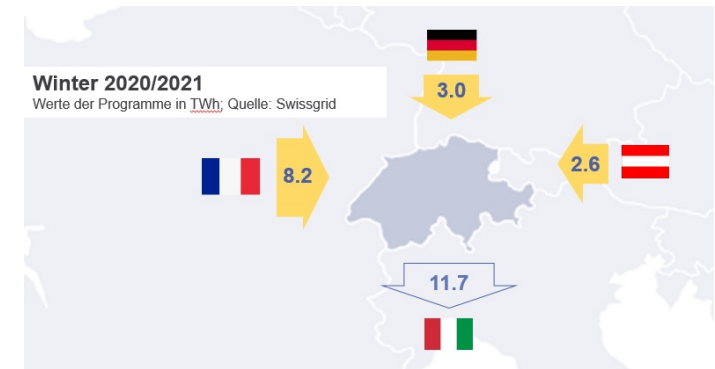 Winter 2020/2021
Werte der Programme in TWh; Quelle: Swissgrid
3.0
8.2
2.6
11.7